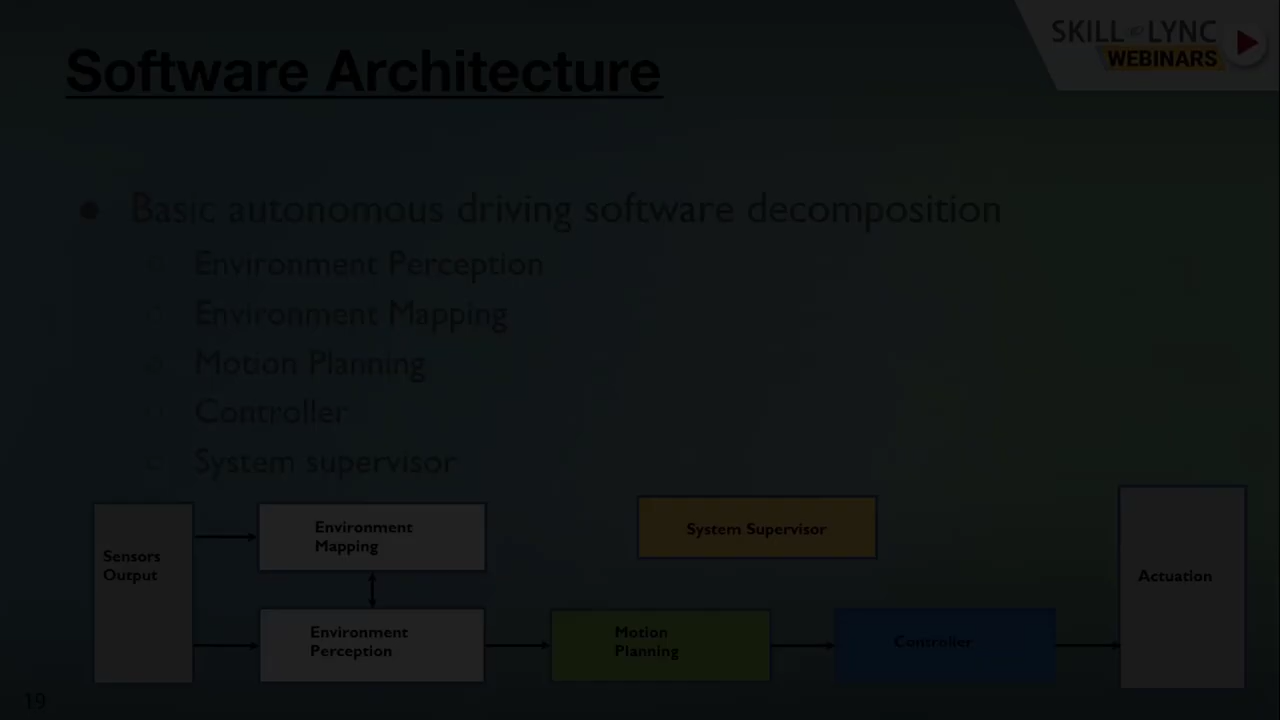 Software Architecture
SKILL LYNC
WEBINARS
● Basic autonomous driving software decomposition
○ Environment Perception
○ Environment Mapping
○ Motion Planning
○ Controller
○ System supervisor
Sensors
Output
Environment
Mapping
System Supervisor
Actuation
Environment
Perception
Motion
Planning
Controller
19